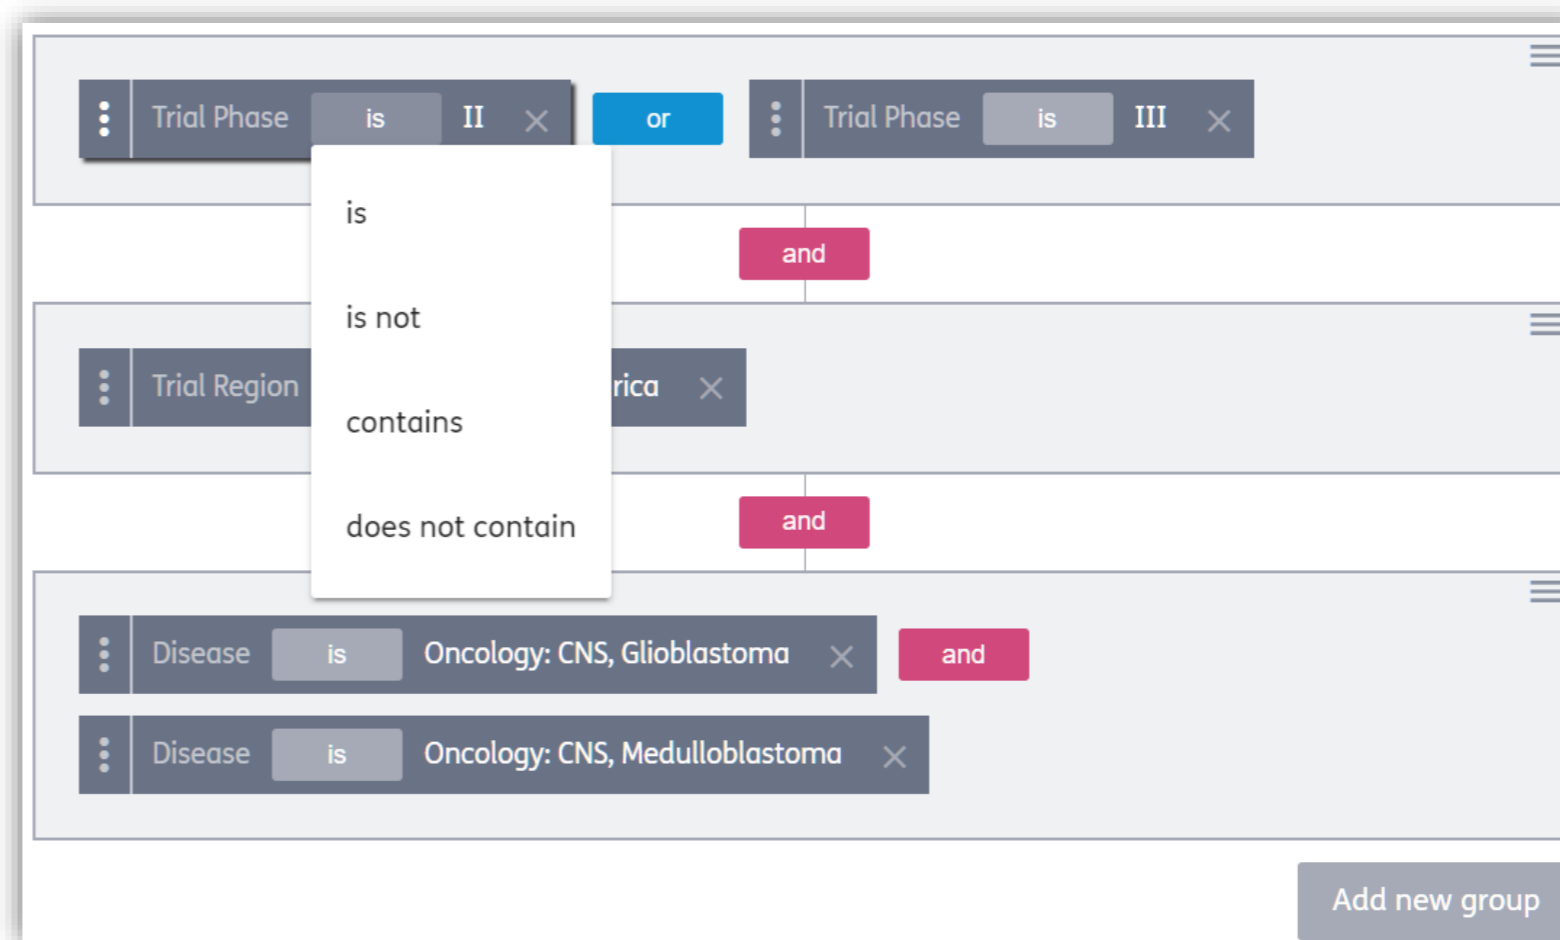 Trial Phase is II or Trial Phase is III
is
and
is not
Trial Region
contains
does not contain
and
Disease is Oncology: CNS, Glioblastoma and
Disease is Oncology: CNS, Medulloblastoma
Add new group